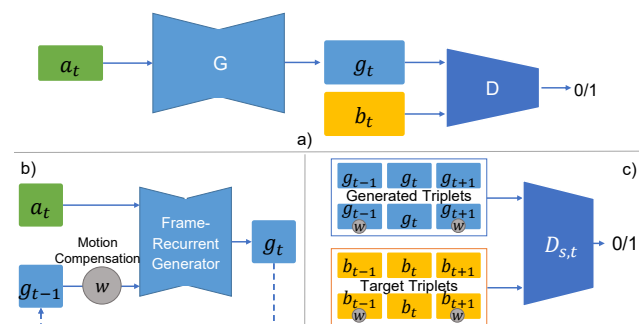 a_t
G
g_t
b_t
D
0/1
a)
b)
a_t
g_{t-1}
Motion
Compensation
w
Frame-
Recurrent
Generator
g_t
c)
g_{t-1} g_t g_{t+1}
Generated Triplets
g_{t-1} g_t g_{t+1}
w w
b_{t-1} b_t b_{t+1}
Target Triplets
b_{t-1} b_t b_{t+1}
w w
D_{s,t}
0/1